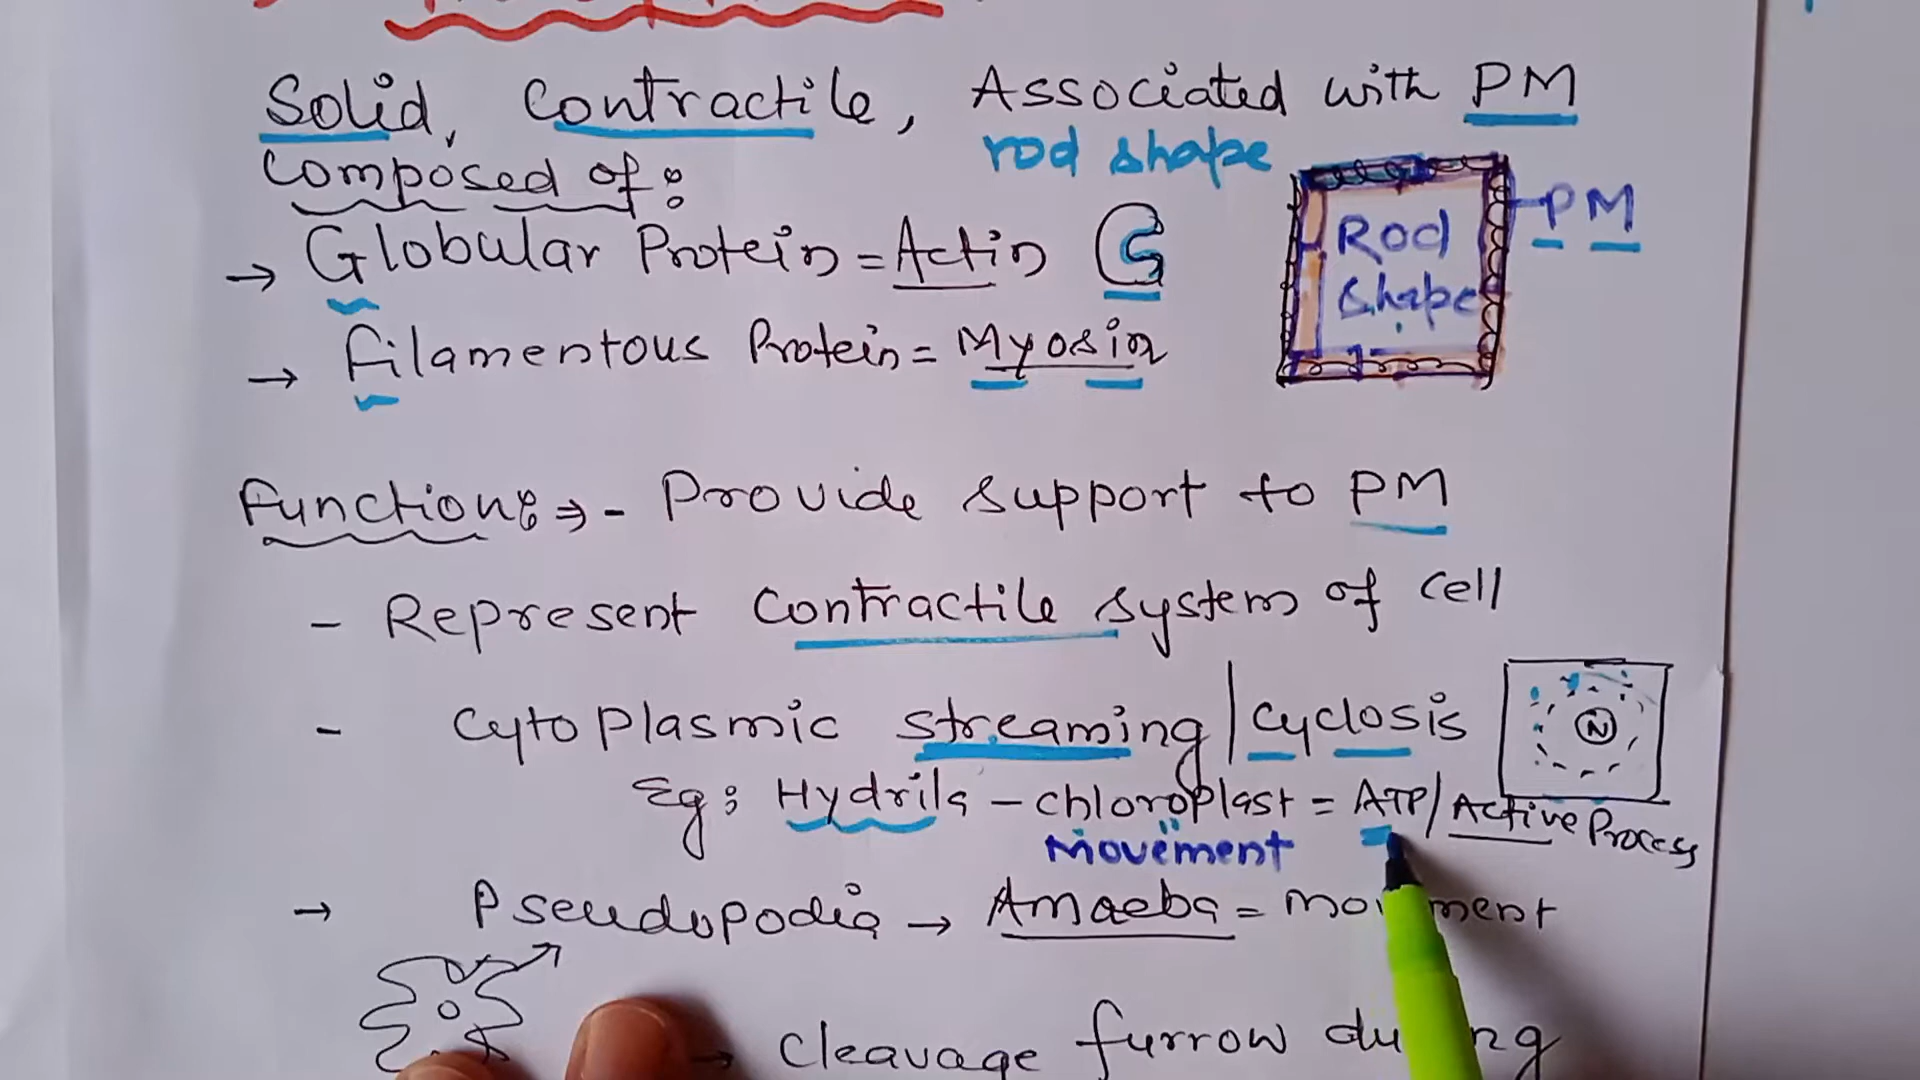 Solid, Contractile, Associated with PM
rod shape
Composed of:
→ Globular Protein = Actin G
→ Filamentous Protein = Myosin
Rod
shape
PM
Function: ⇒ - Provide support to PM
- Represent Contractile system of cell
- Cytoplasmic streaming / Cyclosis
N
Eg: Hydrila - chloroplast = ATP / Active Process
Movement
→ Pseudopodia → Amaeba =
→ Cleavage furrow